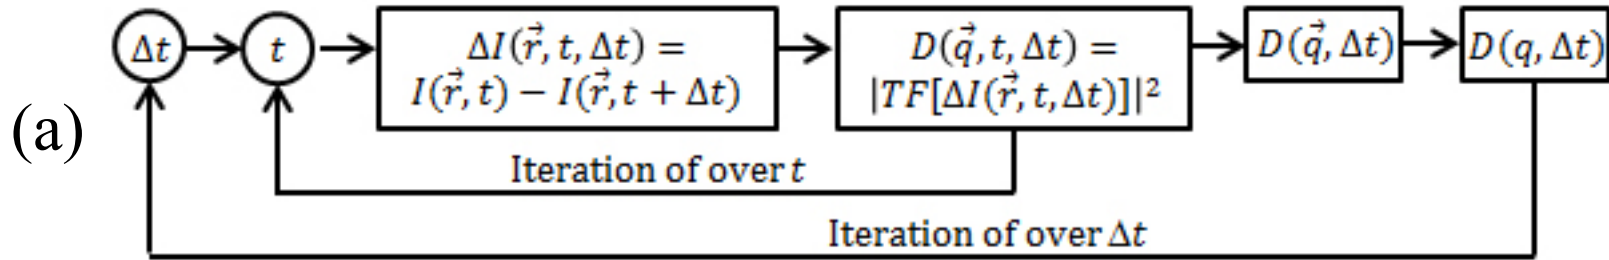 (a)
Δt
t
ΔI(r⃗, t, Δt) =
I(r⃗, t) − I(r⃗, t + Δt)
D(q⃗, t, Δt) =
|TF[ΔI(r⃗, t, Δt)]|²
D(q⃗, Δt)
D(q, Δt)
Iteration of over t
Iteration of over Δt